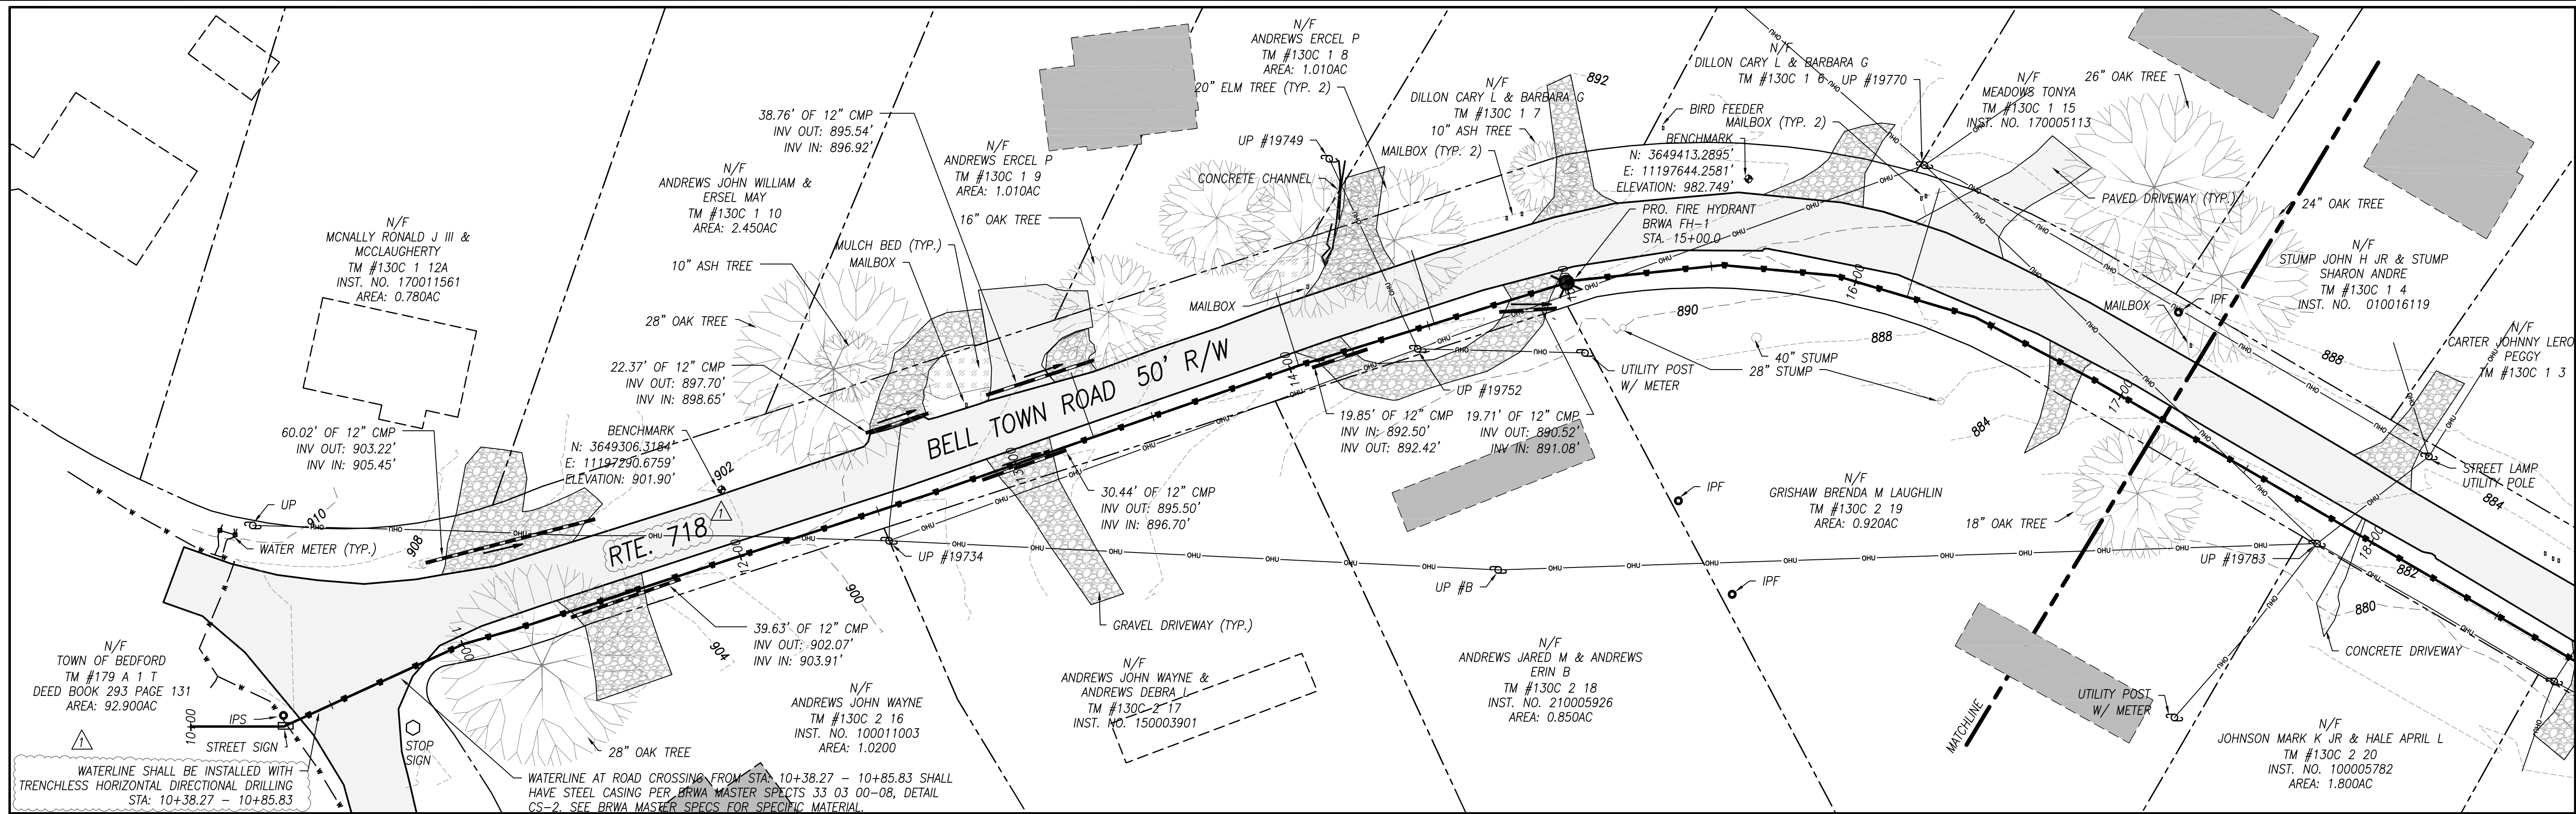 N/F
MCNALLY RONALD J III &
MCCLAUGHERTY
TM #130C 1 12A
INST. NO. 170011561
AREA: 0.780AC
N/F
ANDREWS JOHN WILLIAM &
ERSEL MAY
TM #130C 1 10
AREA: 2.450AC
38.76' OF 12" CMP
INV OUT: 895.54'
INV IN: 896.92'
N/F
ANDREWS ERCEL P
TM #130C 1 9
AREA: 1.010AC
N/F
ANDREWS ERCEL P
TM #130C 1 8
AREA: 1.010AC
20" ELM TREE (TYP. 2)
UP #19749
CONCRETE CHANNEL
N/F
DILLON CARY L & BARBARA G
TM #130C 1 7
10" ASH TREE
MAILBOX (TYP. 2)
892
N/F
DILLON CARY L & BARBARA G
TM #130C 1 6
UP #19770
BIRD FEEDER
MAILBOX (TYP. 2)
BENCHMARK
N: 3649413.2895'
E: 11197644.2581'
ELEVATION: 982.749'
PRO. FIRE HYDRANT
BRWA FH-1
STA. 15+00.0
N/F
MEADOWS TONYA
TM #130C 1 15
INST. NO. 170005113
26" OAK TREE
PAVED DRIVEWAY (TYP.)
24" OAK TREE
N/F
STUMP JOHN H JR & STUMP
SHARON ANDRE
TM #130C 1 4
INST. NO. 010016119
MAILBOX
IPF
N/F
CARTER JOHNNY LERO
PEGGY
TM #130C 1 3
888
16" OAK TREE
MULCH BED (TYP.)
MAILBOX
10" ASH TREE
28" OAK TREE
22.37' OF 12" CMP
INV OUT: 897.70'
INV IN: 898.65'
BENCHMARK
N: 3649306.3184'
E: 11197290.6759'
ELEVATION: 901.90'
902
60.02' OF 12" CMP
INV OUT: 903.22'
INV IN: 905.45'
UP
910
908
WATER METER (TYP.)
RTE. 718
1
BELL TOWN ROAD 50' R/W
MAILBOX
10+00
11+00
12+00
13+00
14+00
16+00
17+00
18+00
890
888
884
40" STUMP
28" STUMP
UTILITY POST
W/ METER
UP #19752
19.85' OF 12" CMP
INV IN: 892.50'
INV OUT: 892.42'
19.71' OF 12" CMP
INV OUT: 890.52'
INV IN: 891.08'
30.44' OF 12" CMP
INV OUT: 895.50'
INV IN: 896.70'
UP #19734
900
904
39.63' OF 12" CMP
INV OUT: 902.07'
INV IN: 903.91'
GRAVEL DRIVEWAY (TYP.)
UP #B
IPF
IPF
N/F
GRISHAW BRENDA M LAUGHLIN
TM #130C 2 19
AREA: 0.920AC
18" OAK TREE
STREET LAMP
UTILITY POLE
884
UP #19783
882
880
CONCRETE DRIVEWAY
UTILITY POST
W/ METER
MATCHLINE
N/F
JOHNSON MARK K JR & HALE APRIL L
TM #130C 2 20
INST. NO. 100005782
AREA: 1.800AC
N/F
ANDREWS JARED M & ANDREWS
ERIN B
TM #130C 2 18
INST. NO. 210005926
AREA: 0.850AC
N/F
ANDREWS JOHN WAYNE &
ANDREWS DEBRA L
TM #130C 2 17
INST. NO. 150003901
N/F
ANDREWS JOHN WAYNE
TM #130C 2 16
INST. NO. 100011003
AREA: 1.0200
28" OAK TREE
N/F
TOWN OF BEDFORD
TM #179 A 1 T
DEED BOOK 293 PAGE 131
AREA: 92.900AC
IPS
STREET SIGN
STOP
SIGN
1
WATERLINE SHALL BE INSTALLED WITH
TRENCHLESS HORIZONTAL DIRECTIONAL DRILLING
STA: 10+38.27 - 10+85.83
WATERLINE AT ROAD CROSSING FROM STA: 10+38.27 - 10+85.83 SHALL
HAVE STEEL CASING PER BRWA MASTER SPECTS 33 03 00-08, DETAIL
CS-2. SEE BRWA MASTER SPECS FOR SPECIFIC MATERIAL.